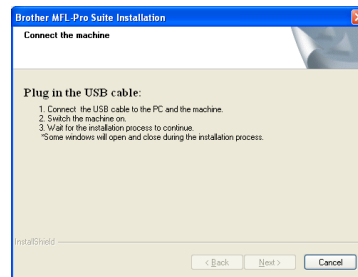 Brother MFL-Pro Suite Installation
Connect the machine
Plug in the USB cable:
1. Connect the USB cable to the PC and the machine.
2. Switch the machine on.
3. Wait for the installation process to continue.
*Some windows will open and close during the installation process.
InstallShield
< Back Next > Cancel